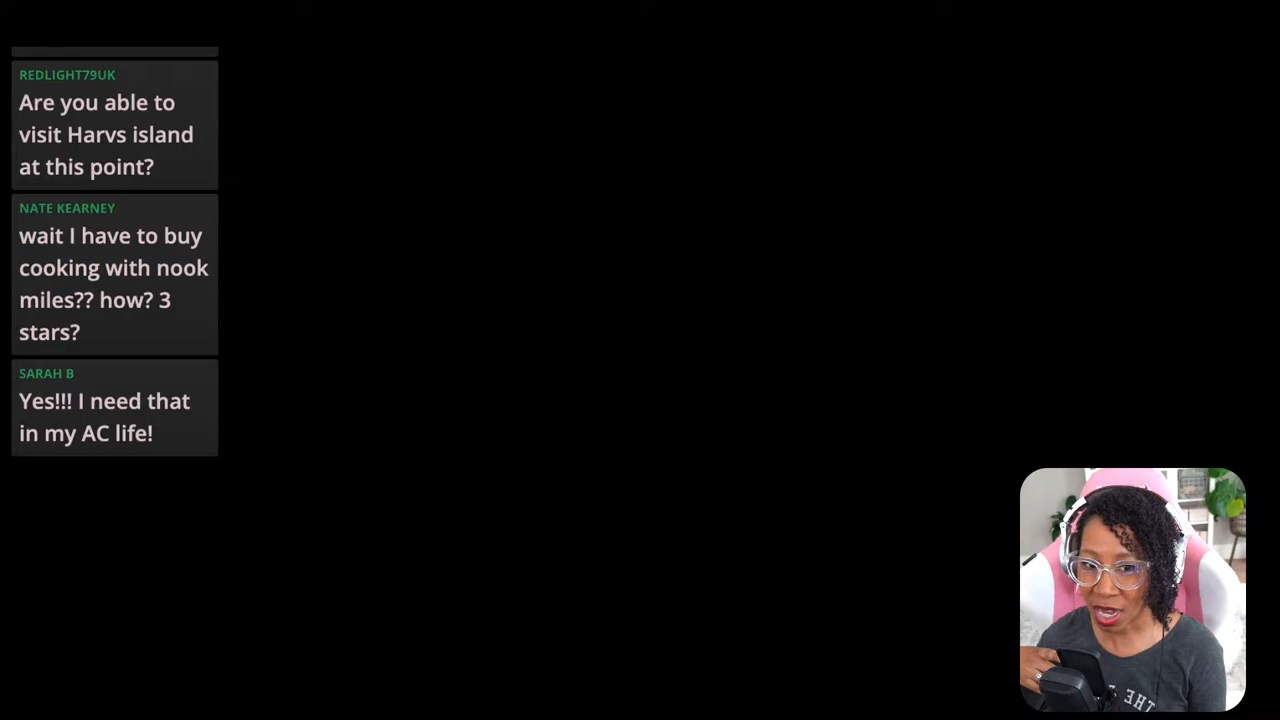 REDLIGHT79UK
Are you able to
visit Harvs island
at this point?
NATE KEARNEY
wait I have to buy
cooking with nook
miles?? how? 3
stars?
SARAH B
Yes!!! I need that
in my AC life!